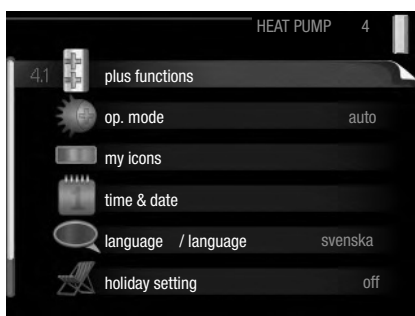 HEAT PUMP 4
4.1 plus functions
op. mode auto
my icons
time & date
language / language svenska
holiday setting off